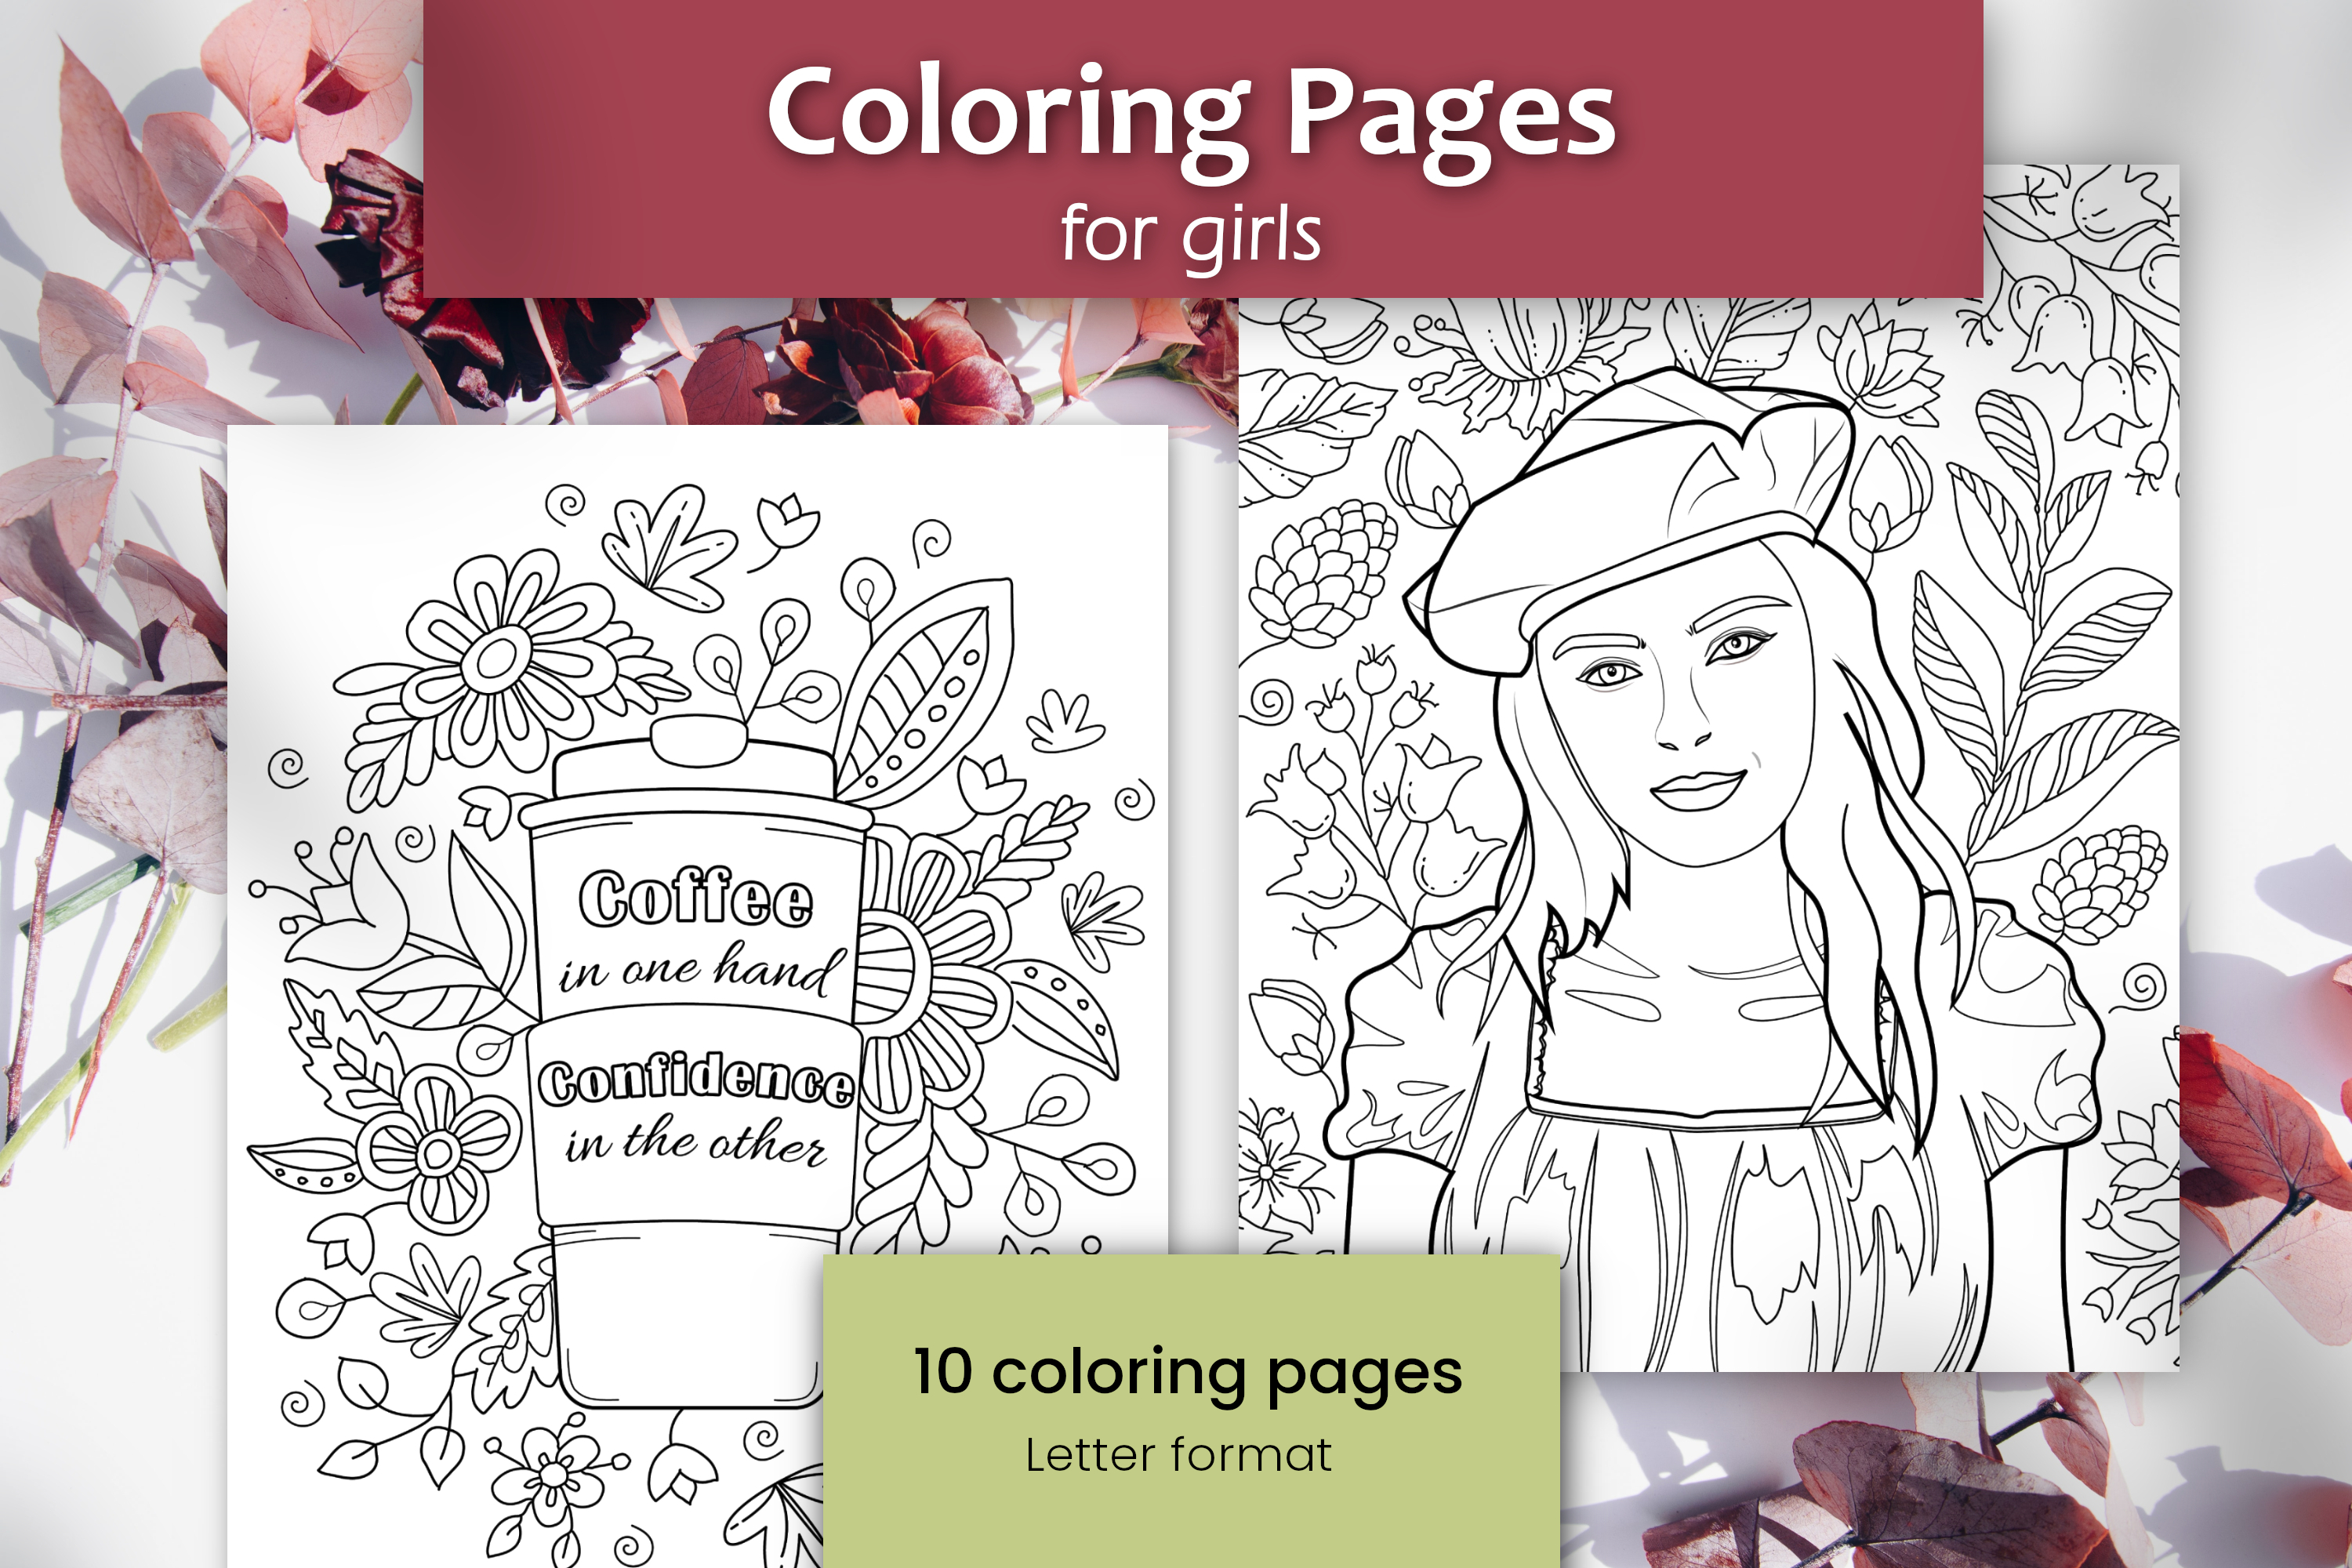 Coloring Pages
for girls
Coffee
in one hand
Confidence
in the other
10 coloring pages
Letter format